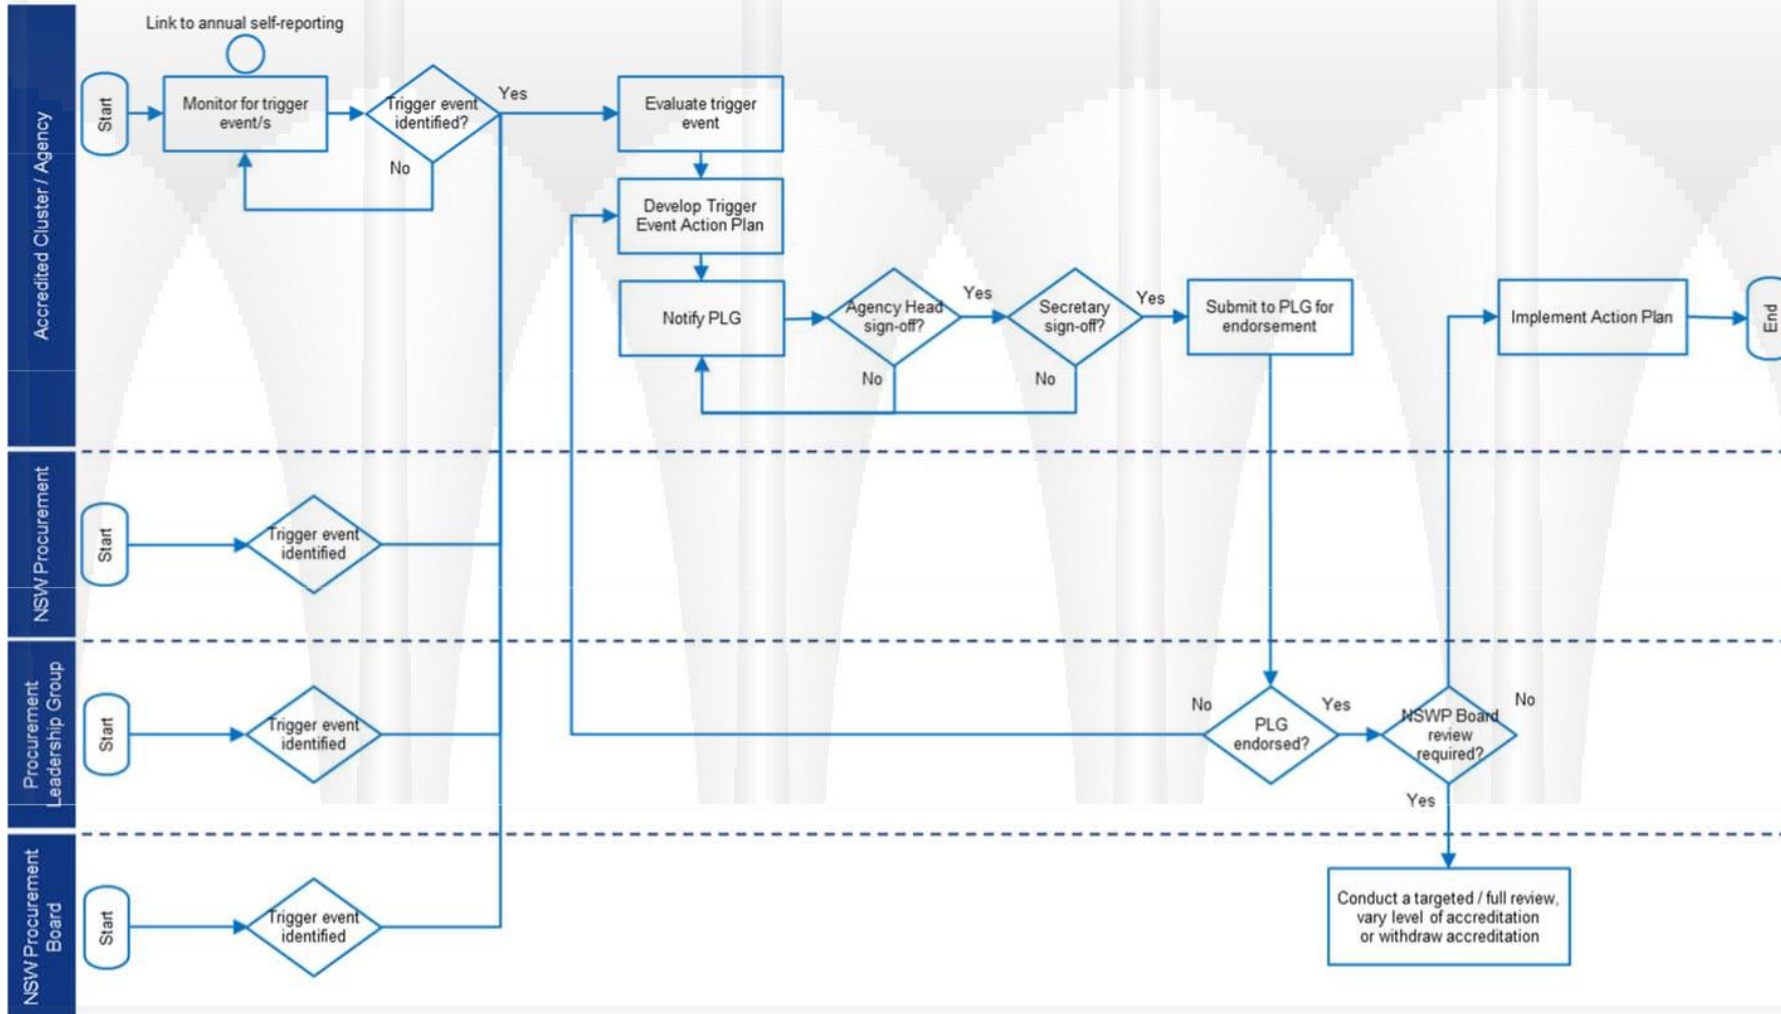 Link to annual self-reporting
Accredited Cluster / Agency
Start
Monitor for trigger
event/s
Trigger event
identified?
Yes
No
Evaluate trigger
event
Develop Trigger
Event Action Plan
Notify PLG
Agency Head
sign-off?
Yes
No
Secretary
sign-off?
Yes
No
Submit to PLG for
endorsement
Implement Action Plan
End
NSW Procurement
Start
Trigger event
identified
Procurement
Leadership Group
Start
Trigger event
identified
No
PLG
endorsed?
Yes
NSWP Board
review
required?
No
Yes
NSW Procurement
Board
Start
Trigger event
identified
Conduct a targeted / full review,
vary level of accreditation
or withdraw accreditation